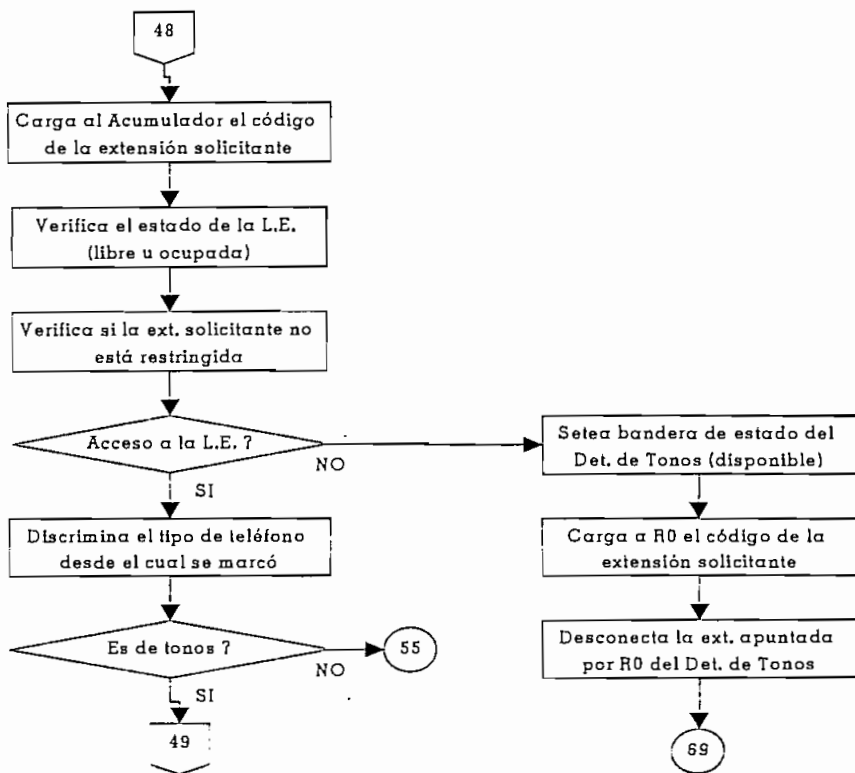 48
Carga al Acumulador el código
de la extensión solicitante
Verifica el estado de la L.E.
(libre u ocupada)
Verifica si la ext. solicitante no
está restringida
Acceso a la L.E. ?
NO
SI
Discrimina el tipo de teléfono
desde el cual se marcó
Es de tonos ?
NO
55
SI
49
Setea bandera de estado del
Det. de Tonos (disponible)
Carga a R0 el código de la
extensión solicitante
Desconecta la ext. apuntada
por R0 del Det. de Tonos
69